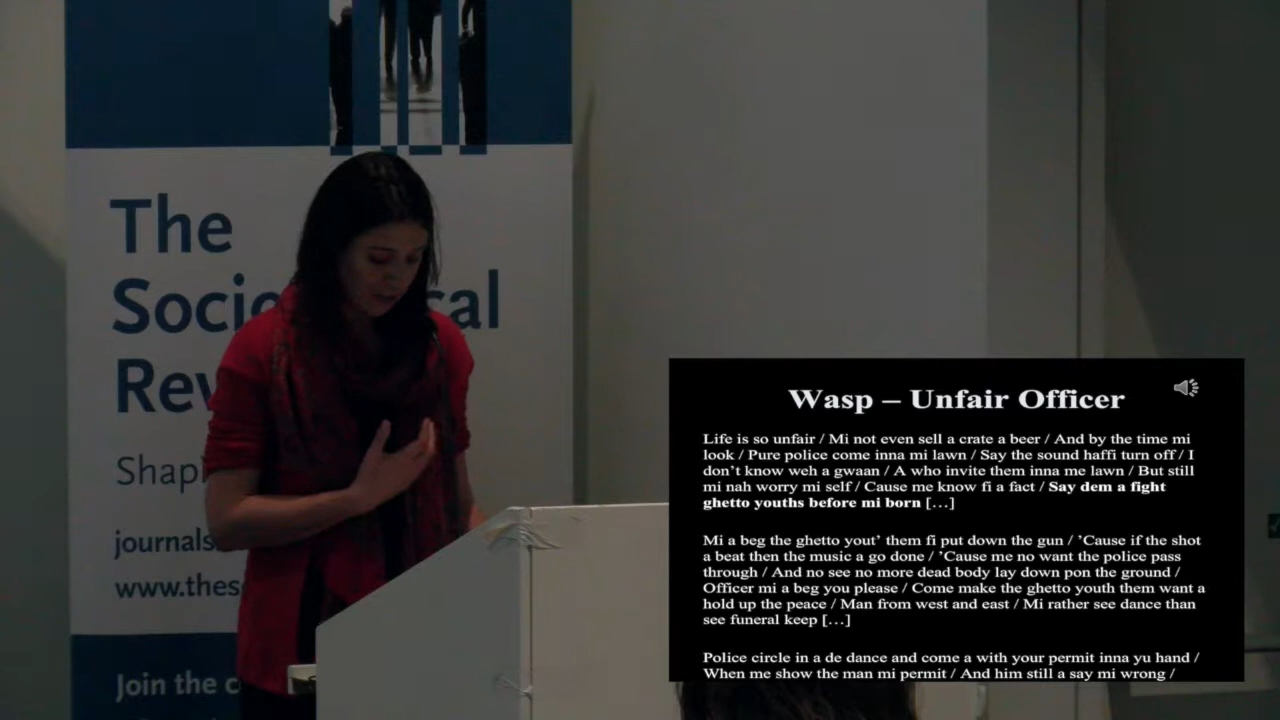 The
Socio cal
Rev
Shapi
journals.
www.thes
Join the c
Wasp – Unfair Officer
Life is so unfair / Mi not even sell a crate a beer / And by the time mi
look / Pure police come inna mi lawn / Say the sound haffi turn off / I
don't know weh a gwaan / A who invite them inna me lawn / But still
mi nah worry mi self / Cause me know fi a fact / Say dem a fight
ghetto youths before mi born […]
Mi a beg the ghetto yout' them fi put down the gun / 'Cause if the shot
a beat then the music a go done / 'Cause me no want the police pass
through / And no see no more dead body lay down pon the ground /
Officer mi a beg you please / Come make the ghetto youth them want a
hold up the peace / Man from west and east / Mi rather see dance than
see funeral keep […]
Police circle in a de dance and come a with your permit inna yu hand /
When me show the man mi permit / And him still a say mi wrong /